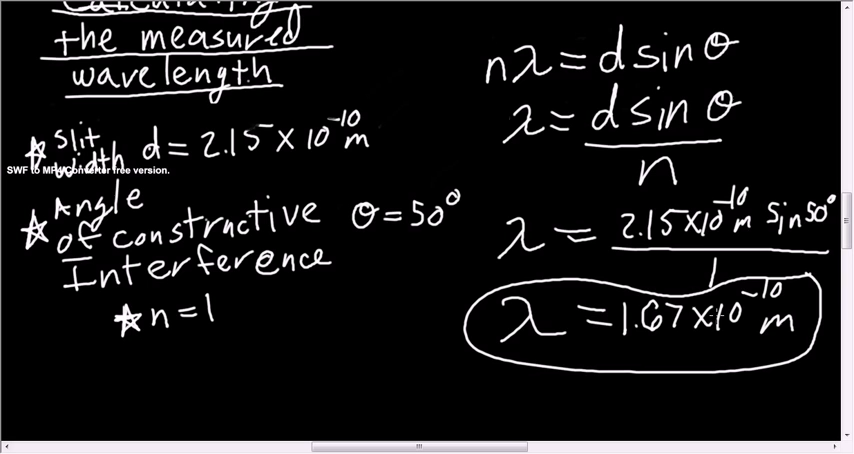 Calculating
the measured
wavelength
nλ = d sin θ
λ = d sin θ
n
☆ Slit
width d = 2.15 × 10⁻¹⁰ m
SWF to MP4 Converter free version.
☆ Angle
of constructive θ = 50°
Interference
☆ n = 1
λ = 2.15 × 10⁻¹⁰ m Sin 50°
1
λ = 1.67 × 10⁻¹⁰ m